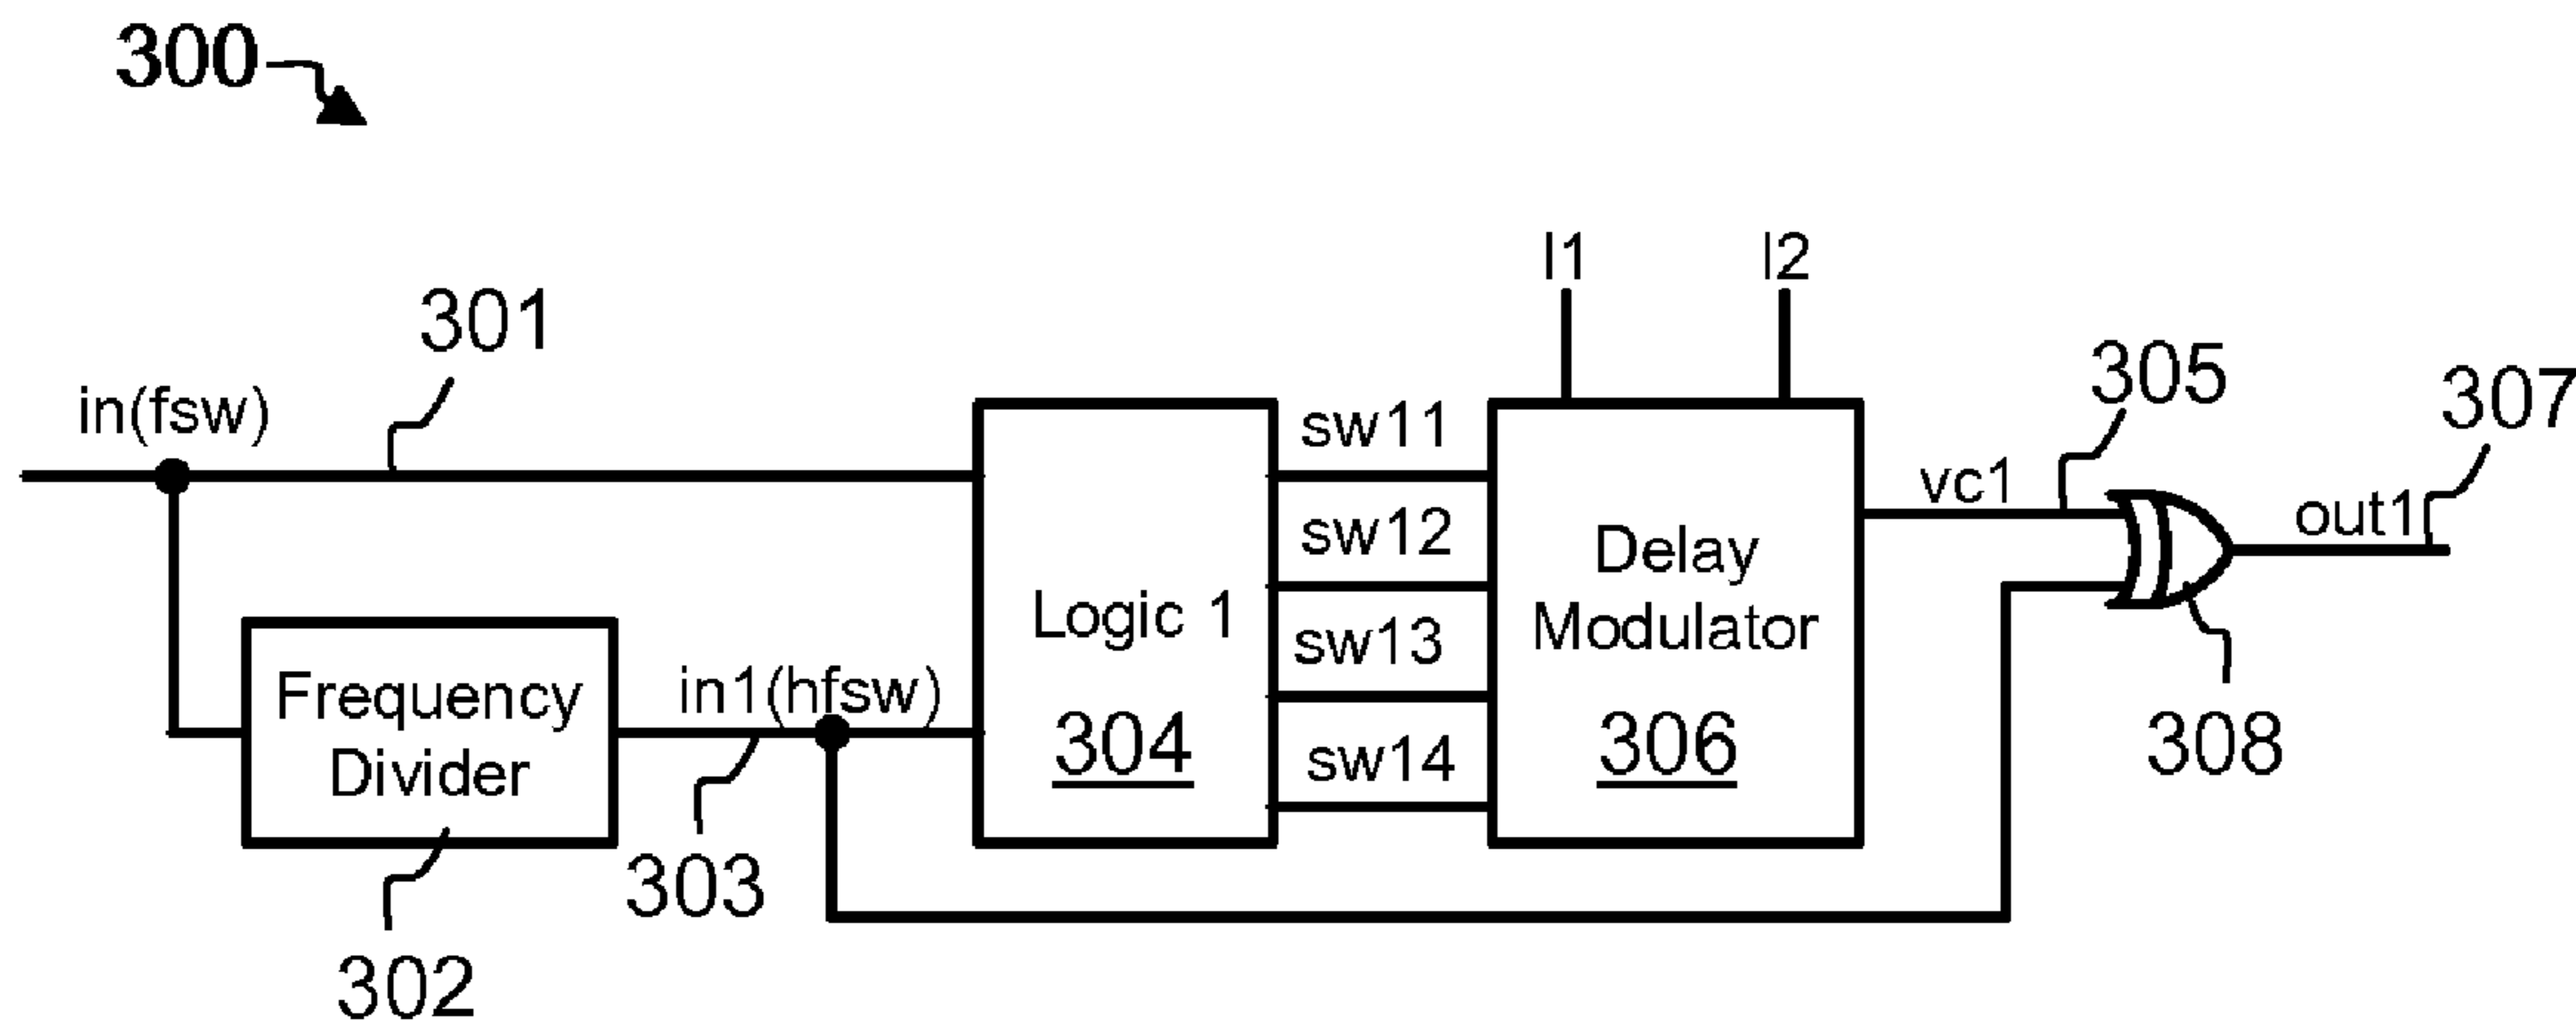 300
I1
I2
301
305
307
in(fsw)
sw11
vc1
out1
sw12
Delay
Modulator
Logic 1
sw13
Frequency
Divider
in1(hfsw)
304
306
sw14
308
303
302